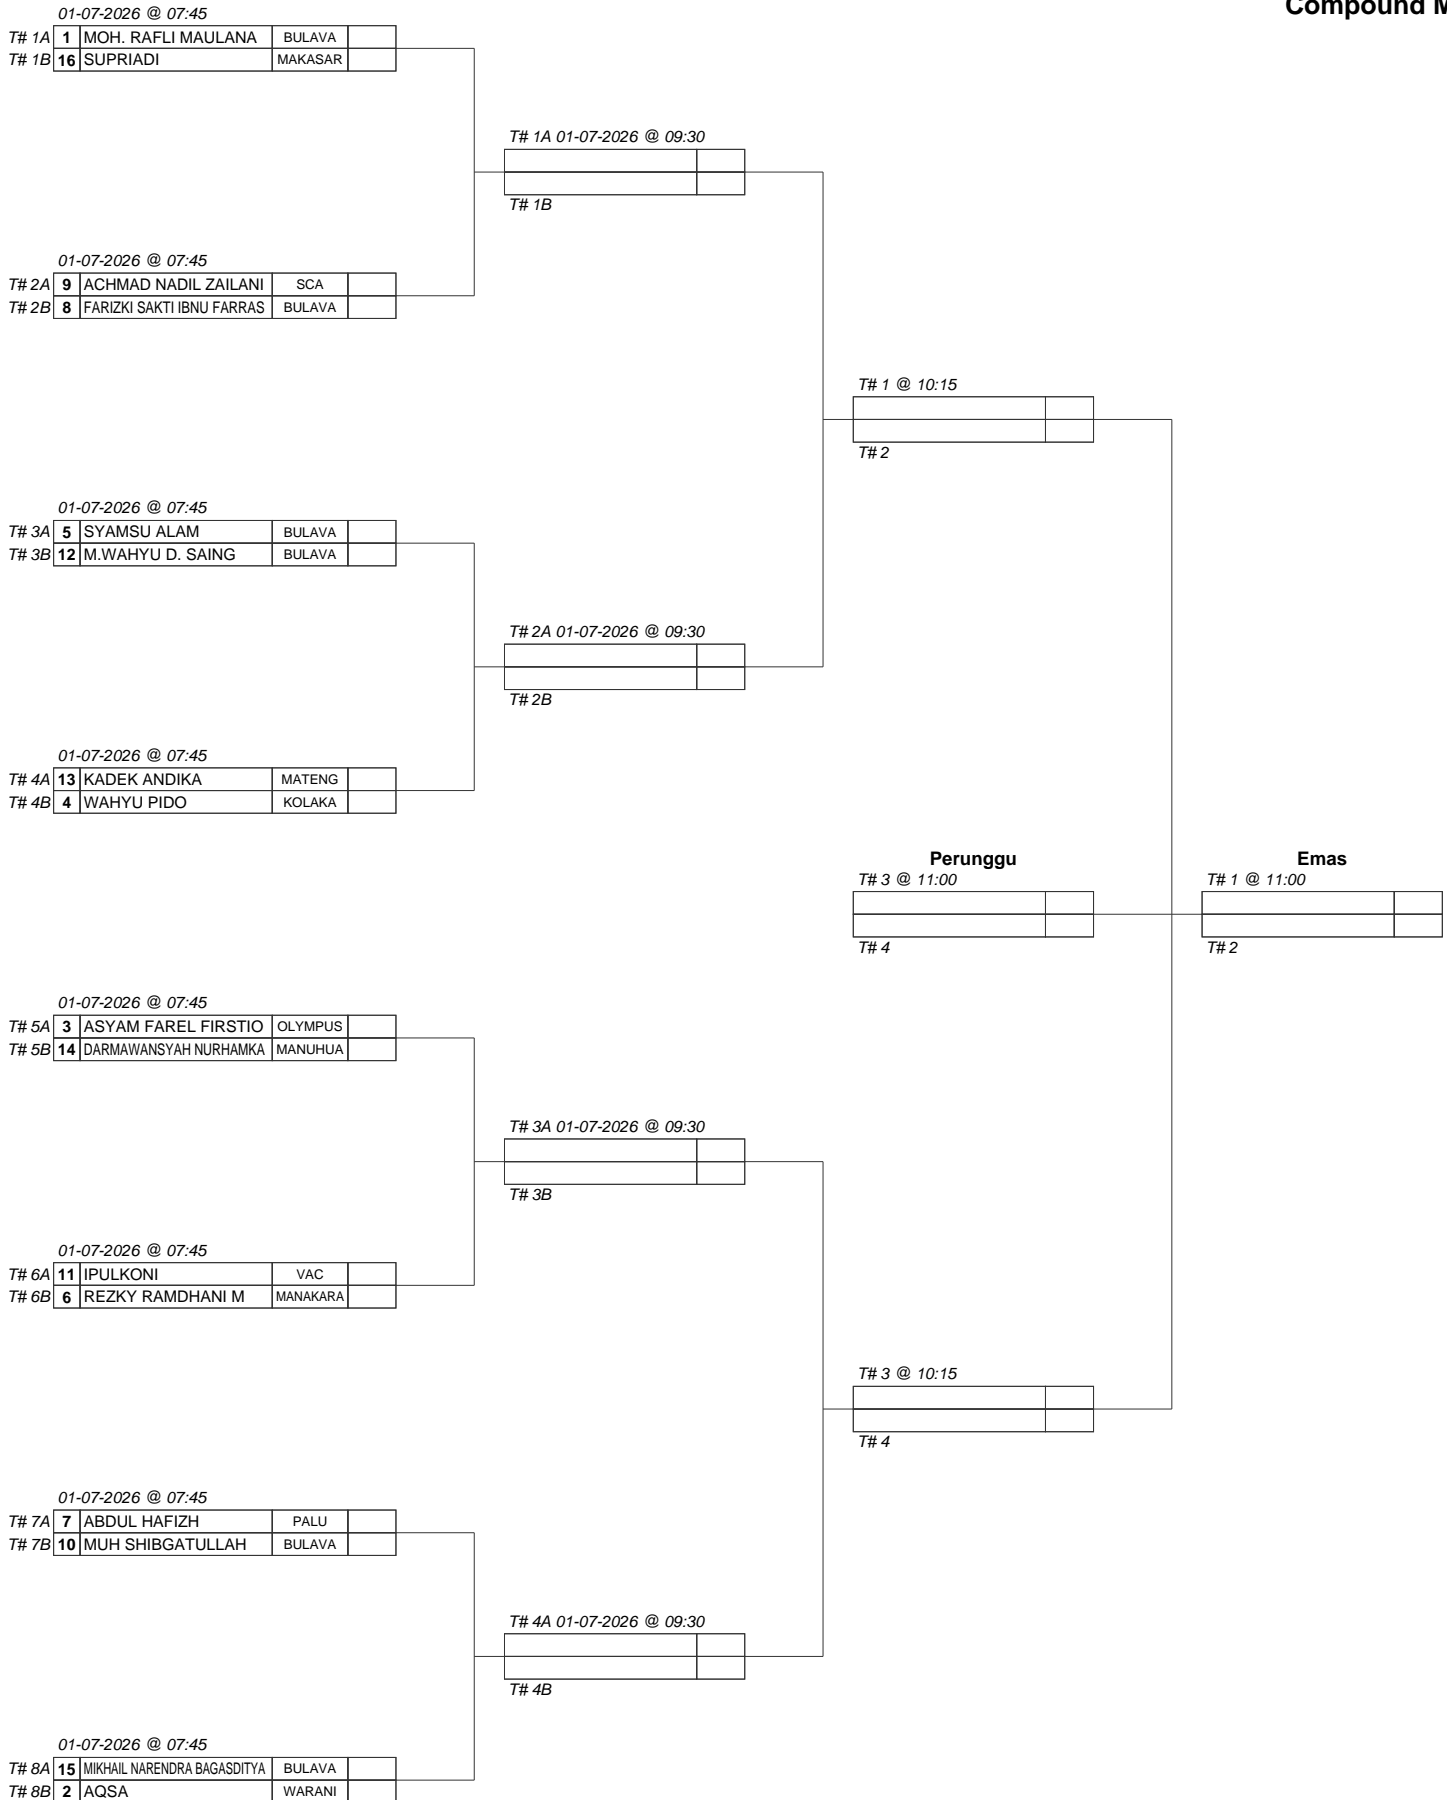 Compound M
01-07-2026 @ 07:45
T# 1A 1 MOH. RAFLI MAULANA BULAVA
T# 1B 16 SUPRIADI MAKASAR
T# 1A 01-07-2026 @ 09:30
T# 1B
01-07-2026 @ 07:45
T# 2A 9 ACHMAD NADIL ZAILANI SCA
T# 2B 8 FARIZKI SAKTI IBNU FARRAS BULAVA
T# 1 @ 10:15
T# 2
01-07-2026 @ 07:45
T# 3A 5 SYAMSU ALAM BULAVA
T# 3B 12 M.WAHYU D. SAING BULAVA
T# 2A 01-07-2026 @ 09:30
T# 2B
01-07-2026 @ 07:45
T# 4A 13 KADEK ANDIKA MATENG
T# 4B 4 WAHYU PIDO KOLAKA
Perunggu Emas
T# 3 @ 11:00 T# 1 @ 11:00
T# 4 T# 2
01-07-2026 @ 07:45
T# 5A 3 ASYAM FAREL FIRSTIO OLYMPUS
T# 5B 14 DARMAWANSYAH NURHAMKA MANUHUA
T# 3A 01-07-2026 @ 09:30
T# 3B
01-07-2026 @ 07:45
T# 6A 11 IPULKONI VAC
T# 6B 6 REZKY RAMDHANI M MANAKARA
T# 3 @ 10:15
T# 4
01-07-2026 @ 07:45
T# 7A 7 ABDUL HAFIZH PALU
T# 7B 10 MUH SHIBGATULLAH BULAVA
T# 4A 01-07-2026 @ 09:30
T# 4B
01-07-2026 @ 07:45
T# 8A 15 MIKHAIL NARENDRA BAGASDITYA BULAVA
T# 8B 2 AQSA WARANI